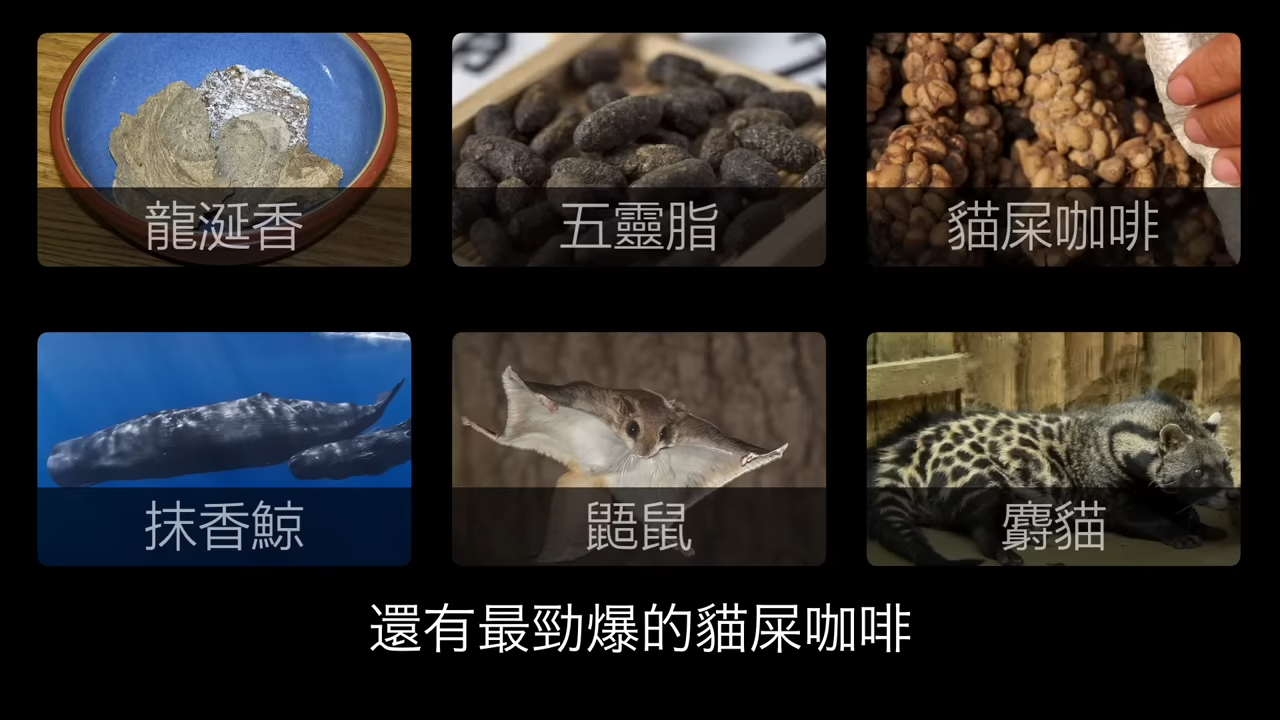 龍涎香
五靈脂
貓屎咖啡
抹香鯨
鼯鼠
麝貓
還有最勁爆的貓屎咖啡